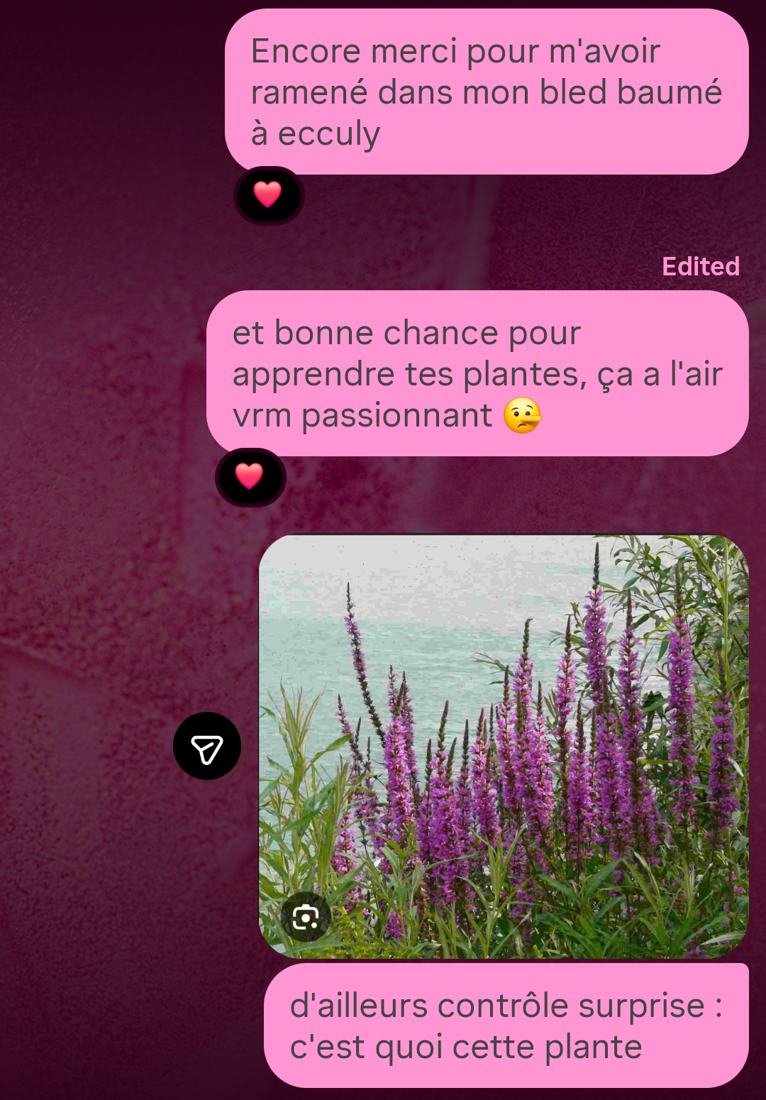 Encore merci pour m'avoir
ramené dans mon bled baumé
à ecculy
Edited
et bonne chance pour
apprendre tes plantes, ça a l'air
vrm passionnant 🤥
d'ailleurs contrôle surprise :
c'est quoi cette plante